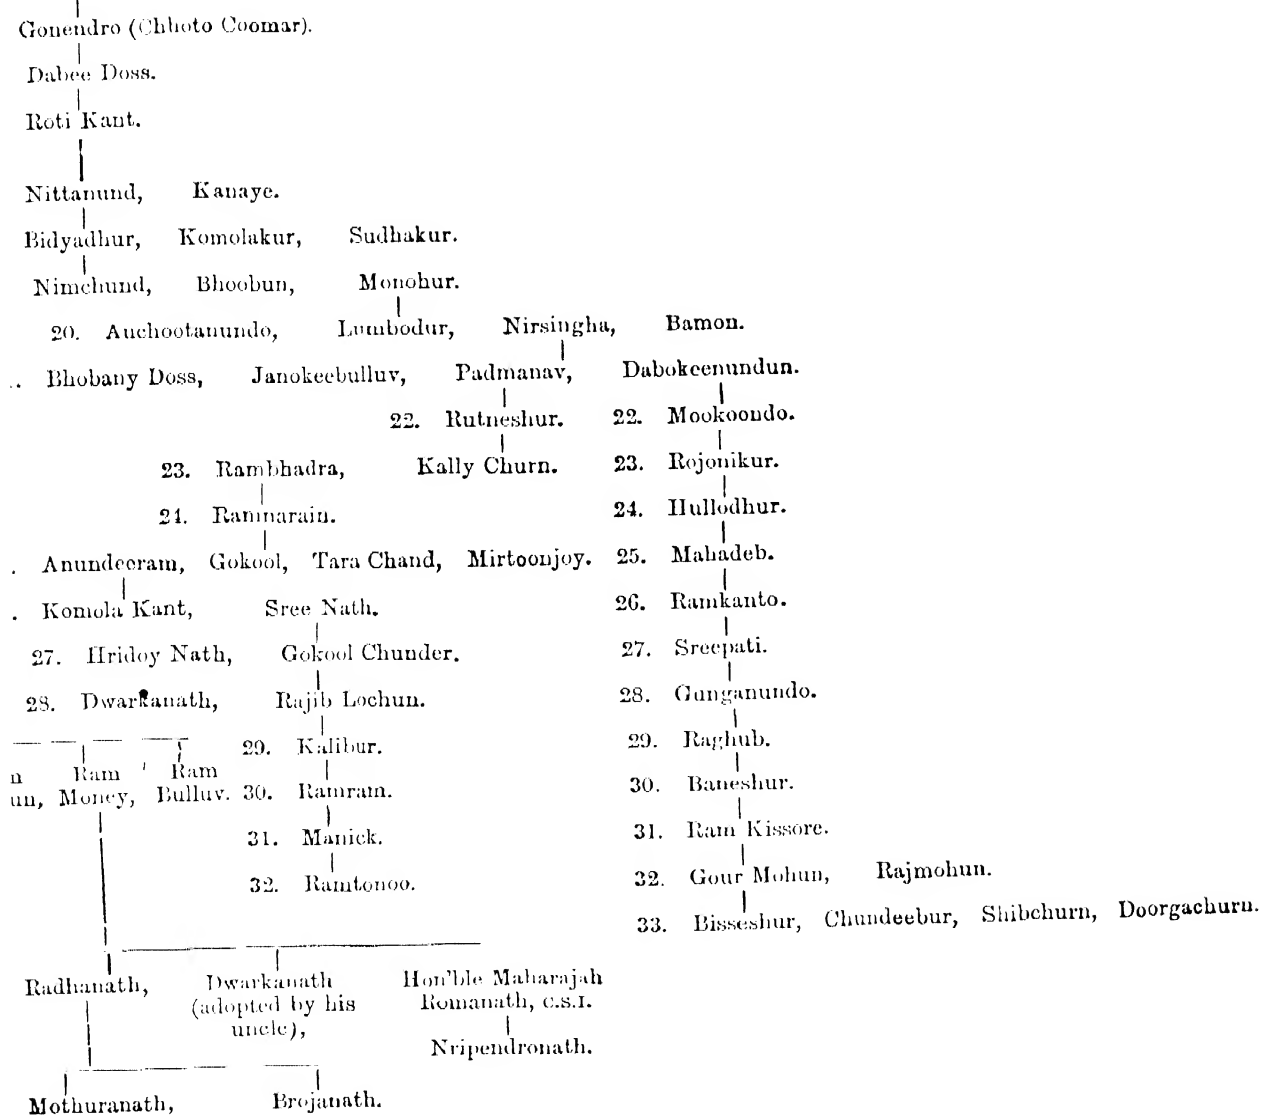 Gonendro (Chhoto Coomar).
Dabee Doss.
Roti Kant.
Nittanund, Kanaye.
Bidyadhur, Komolakur, Sudhakur.
Nimchund, Bhoobun, Monohur.
20. Auchootanundo, Lumbodur, Nirsingha, Bamon.
. Bhobany Doss, Janokeebulluv, Padmanav, Dabokeenundun.
22. Rutneshur. 22. Mookoondo.
23. Rambhadra, Kally Churn. 23. Rojonikur.
24. Ramnarain. 24. Hullodhur.
. Anundeeram, Gokool, Tara Chand, Mirtoonjoy. 25. Mahadeb.
. Komola Kant, Sree Nath. 26. Ramkanto.
27. Hridoy Nath, Gokool Chunder. 27. Sreepati.
28. Dwarkanath, Rajib Lochun. 28. Gunganundo.
29. Kalibur. 29. Raghub.
n Ram Ram
un, Money, Bulluv. 30. Ramram. 30. Baneshur.
31. Manick. 31. Ram Kissore.
32. Ramtonoo. 32. Gour Mohun, Rajmohun.
33. Bisseshur, Chundeebur, Shibchurn, Doorgachurn.
Radhanath, Dwarkanath Hon'ble Maharajah
(adopted by his Romanath, C.S.I.
uncle),
Nripendronath.
Mothuranath, Brojanath.